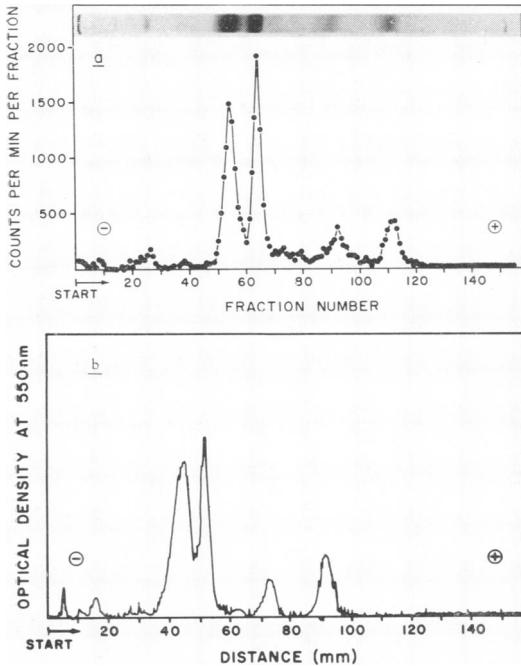 a
2000
1500
1000
500
COUNTS PER MIN PER FRACTION
⊖
⊕
START
20 40 60 80 100 120 140
FRACTION NUMBER
b
OPTICAL DENSITY AT 550nm
⊖
⊕
START
20 40 60 80 100 120 140
DISTANCE (mm)